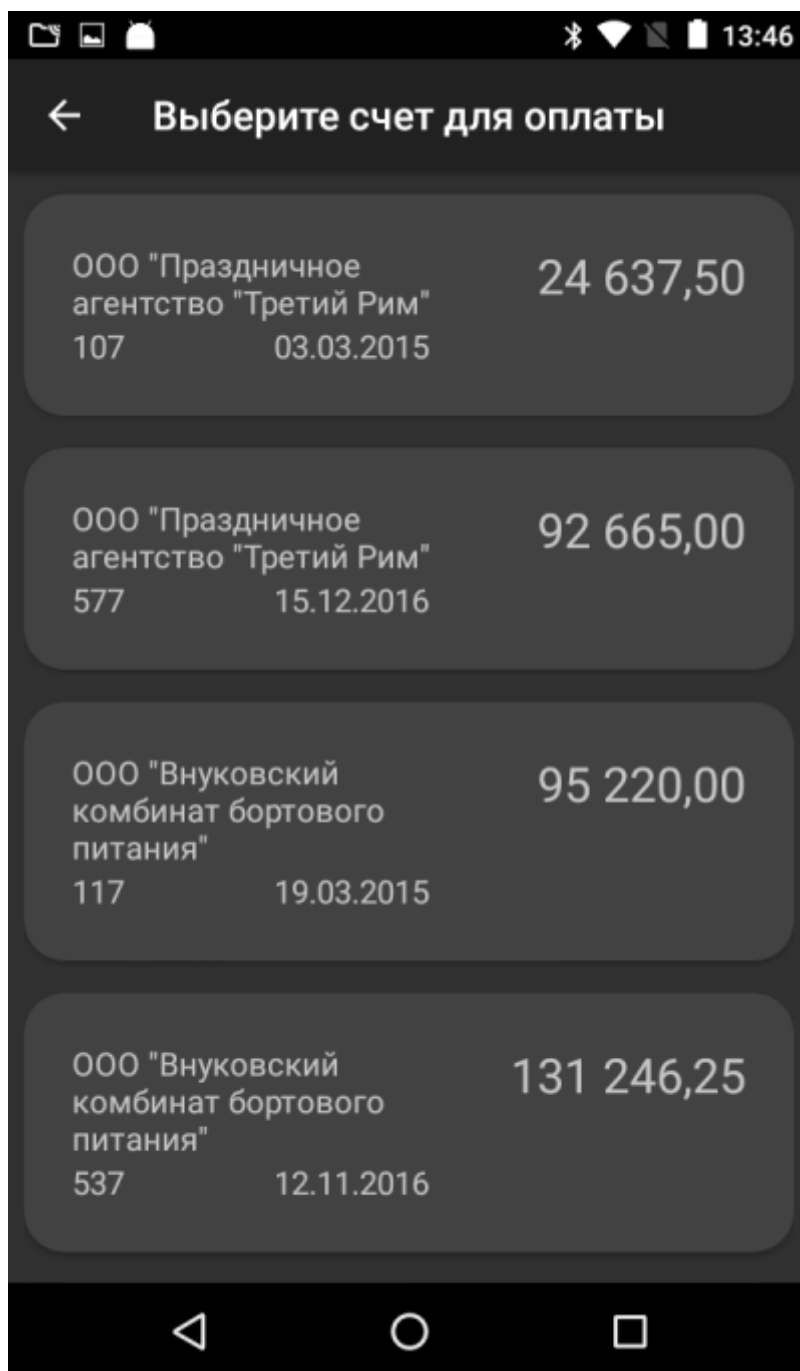 13:46
Выберите счет для оплаты
ООО "Праздничное
агентство "Третий Рим"
24 637,50
107 03.03.2015
ООО "Праздничное
агентство "Третий Рим"
92 665,00
577 15.12.2016
ООО "Внуковский
комбинат бортового
питания"
95 220,00
117 19.03.2015
ООО "Внуковский
комбинат бортового
питания"
131 246,25
537 12.11.2016